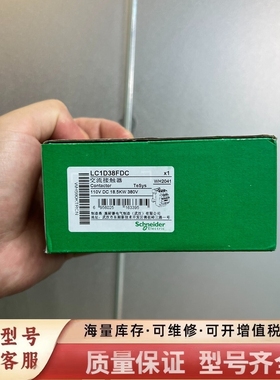 LC1D38FDC
x1
交流接触器
WH2041
Contactor TeSys
110V DC 18.5KW 380V
Schneider
Electric
型号
客服
海量库存·可维修·可开增值税
质量保证 型号齐全